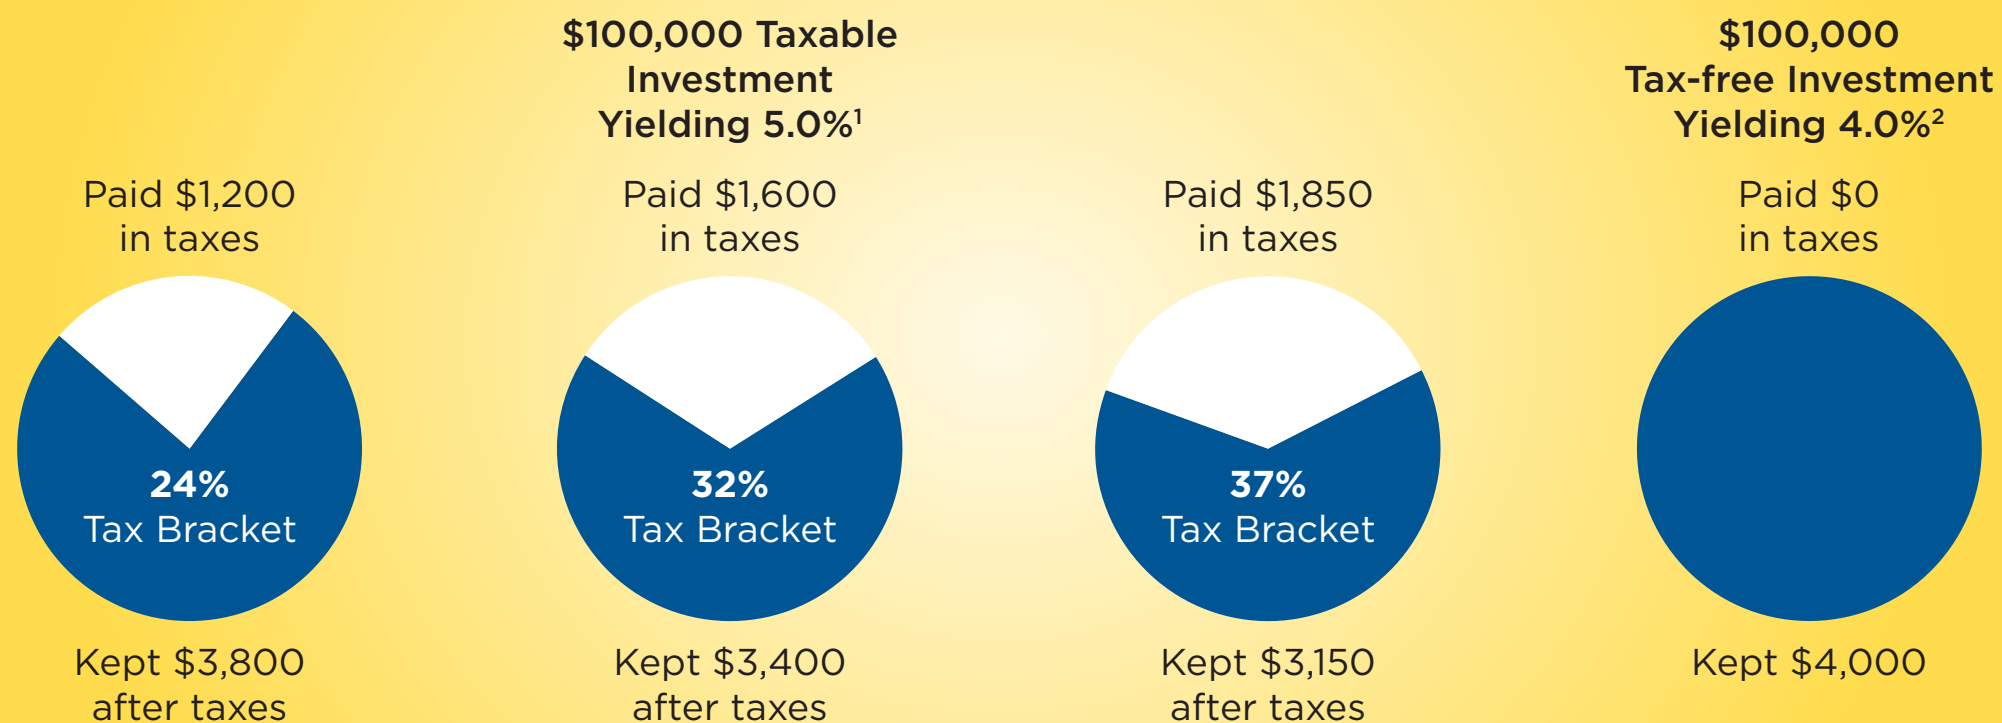 $100,000 Taxable
Investment
Yielding 5.0%¹
$100,000
Tax-free Investment
Yielding 4.0%²
Paid $1,200
in taxes
24%
Tax Bracket
Kept $3,800
after taxes
Paid $1,600
in taxes
32%
Tax Bracket
Kept $3,400
after taxes
Paid $1,850
in taxes
37%
Tax Bracket
Kept $3,150
after taxes
Paid $0
in taxes
Kept $4,000